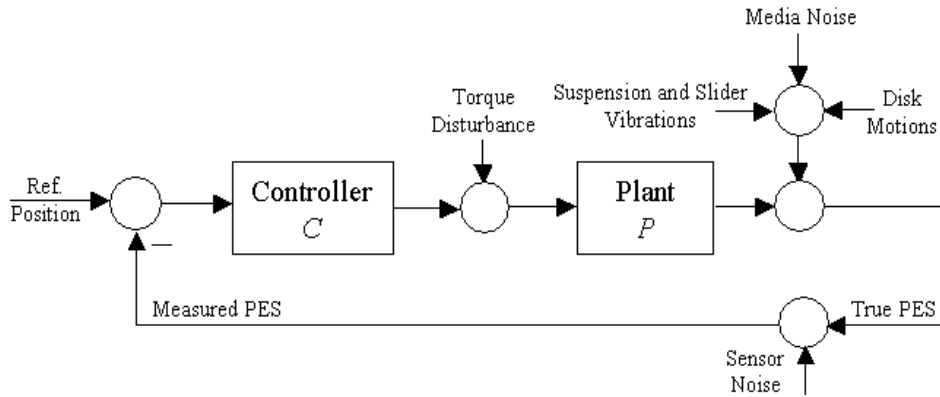 Media Noise
Suspension and Slider
Vibrations
Disk
Motions
Torque
Disturbance
Ref.
Position
Controller
C
Plant
P
—
Measured PES
True PES
Sensor
Noise